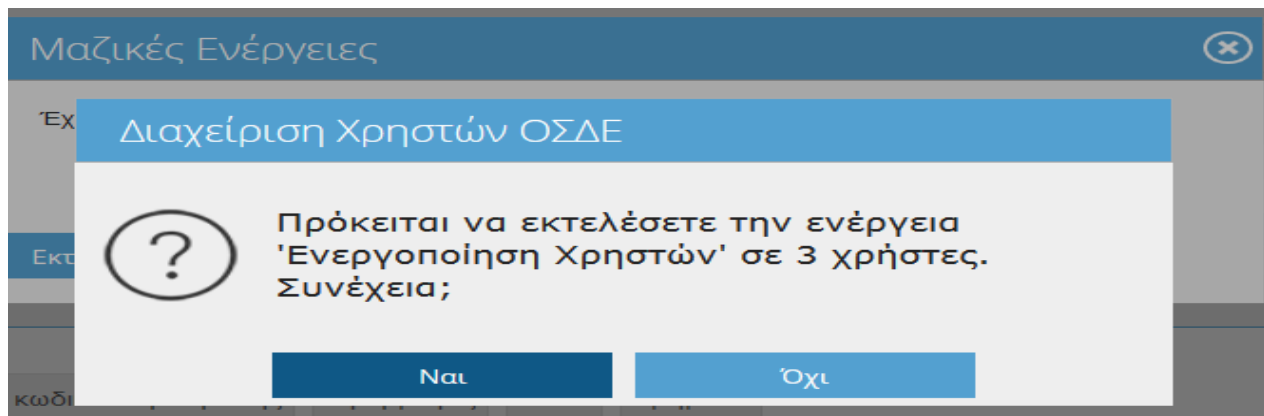 Μαζικές Ενέργειες
Διαχείριση Χρηστών ΟΣΔΕ
?
Πρόκειται να εκτελέσετε την ενέργεια
'Ενεργοποίηση Χρηστών' σε 3 χρήστες.
Συνέχεια;
Ναι
Όχι